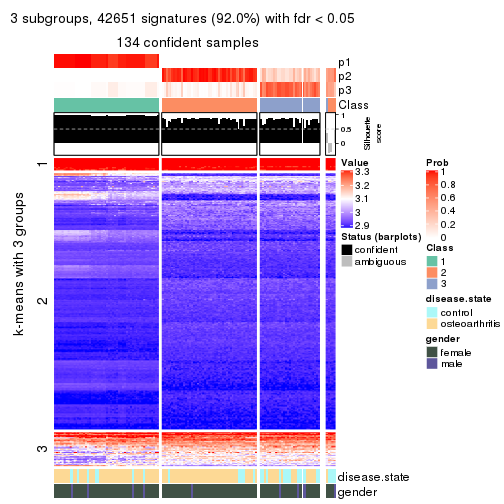 3 subgroups, 42651 signatures (92.0%) with fdr < 0.05
134 confident samples
p1
p2
p3
Class
1
0.5
0
Silhouette
score
k-means with 3 groups
1
2
3
Value
3.3
3.2
3.1
3
2.9
Status (barplots)
confident
ambiguous
Prob
1
0.8
0.6
0.4
0.2
0
Class
1
2
3
disease.state
control
osteoarthritis
gender
female
male
disease.state
gender